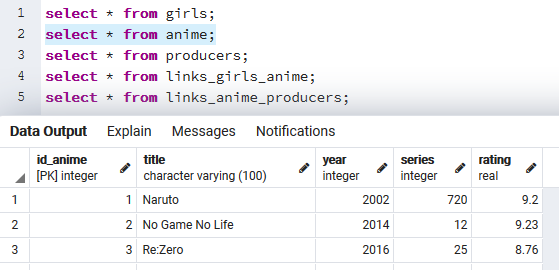 1 select * from girls;
2 select * from anime;
3 select * from producers;
4 select * from links_girls_anime;
5 select * from links_anime_producers;
Data Output Explain Messages Notifications
id_anime title year series rating
[PK] integer character varying (100) integer integer real
1 1 Naruto 2002 720 9.2
2 2 No Game No Life 2014 12 9.23
3 3 Re:Zero 2016 25 8.76